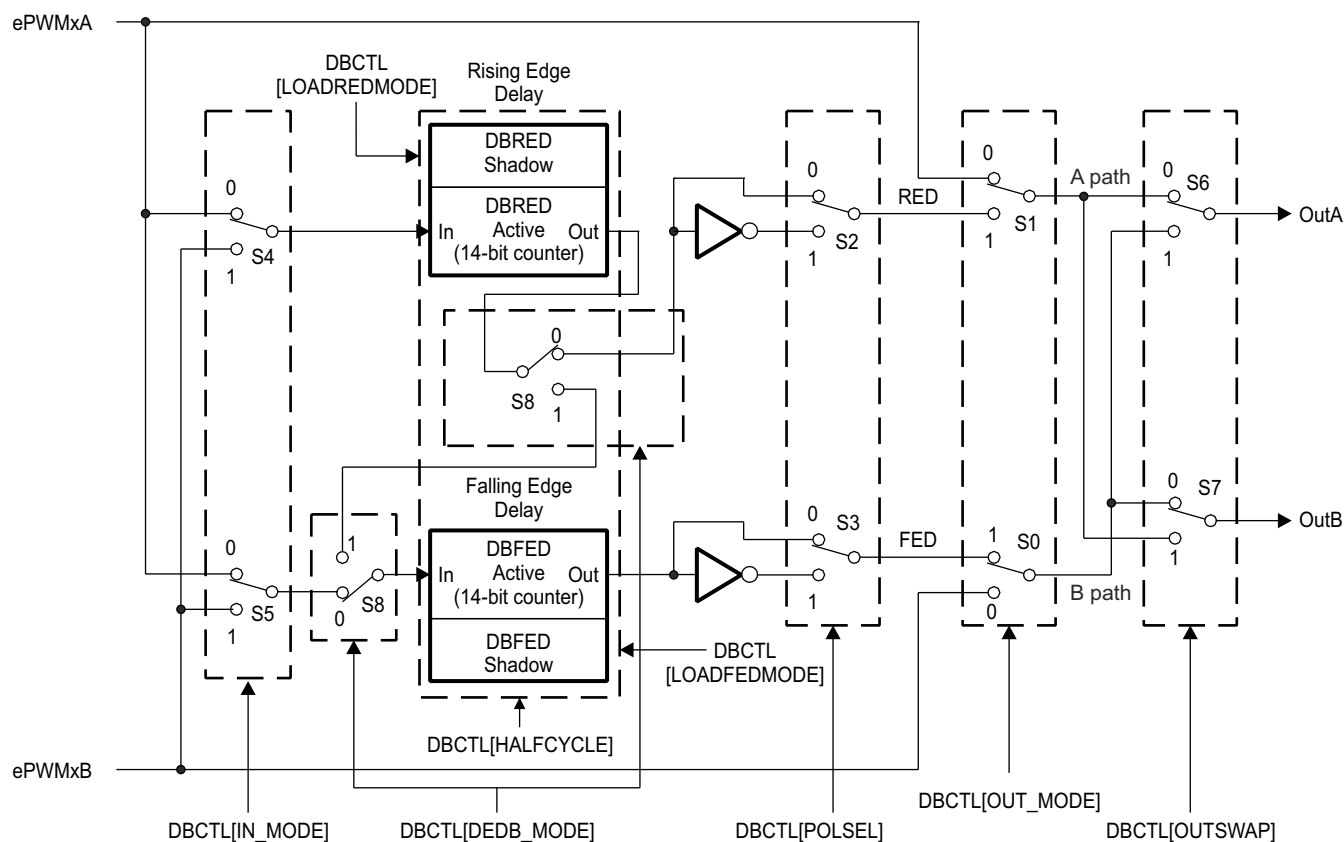 ePWMxA
DBCTL
[LOADREDMODE]
Rising Edge
Delay
DBRED
Shadow
DBRED
Active
(14-bit counter)
In
Out
0
S4
1
0
S2
1
RED
0
S1
1
A path
0
S6
1
OutA
0
S8
1
Falling Edge
Delay
0
S5
1
1
S8
0
DBFED
Active
(14-bit counter)
In
Out
DBFED
Shadow
0
S3
1
FED
1
S0
0
B path
0
S7
1
OutB
DBCTL
[LOADFEDMODE]
DBCTL[HALFCYCLE]
ePWMxB
DBCTL[IN_MODE]
DBCTL[DEDB_MODE]
DBCTL[POLSEL]
DBCTL[OUT_MODE]
DBCTL[OUTSWAP]